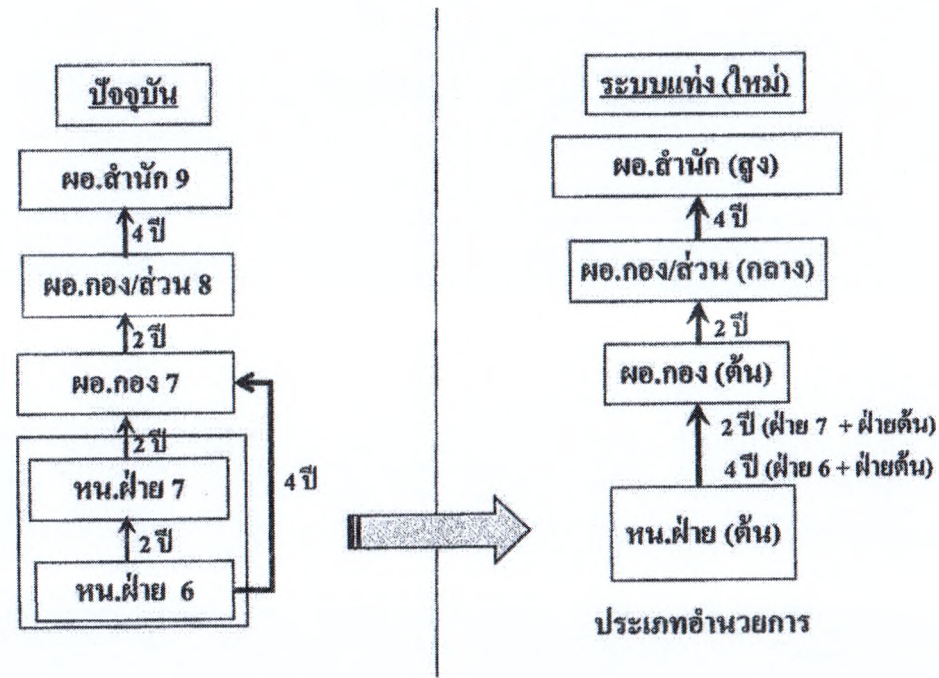 ปัจจุบัน
ผอ.สำนัก 9
4 ปี
ผอ.กอง/ส่วน 8
2 ปี
ผอ.กอง 7
2 ปี
หน.ฝ่าย 7
4 ปี
2 ปี
หน.ฝ่าย 6
ระบบแท่ง (ใหม่)
ผอ.สำนัก (สูง)
4 ปี
ผอ.กอง/ส่วน (กลาง)
2 ปี
ผอ.กอง (ต้น)
2 ปี (ฝ่าย 7 + ฝ่ายต้น)
4 ปี (ฝ่าย 6 + ฝ่ายต้น)
หน.ฝ่าย (ต้น)
ประเภทอำนวยการ